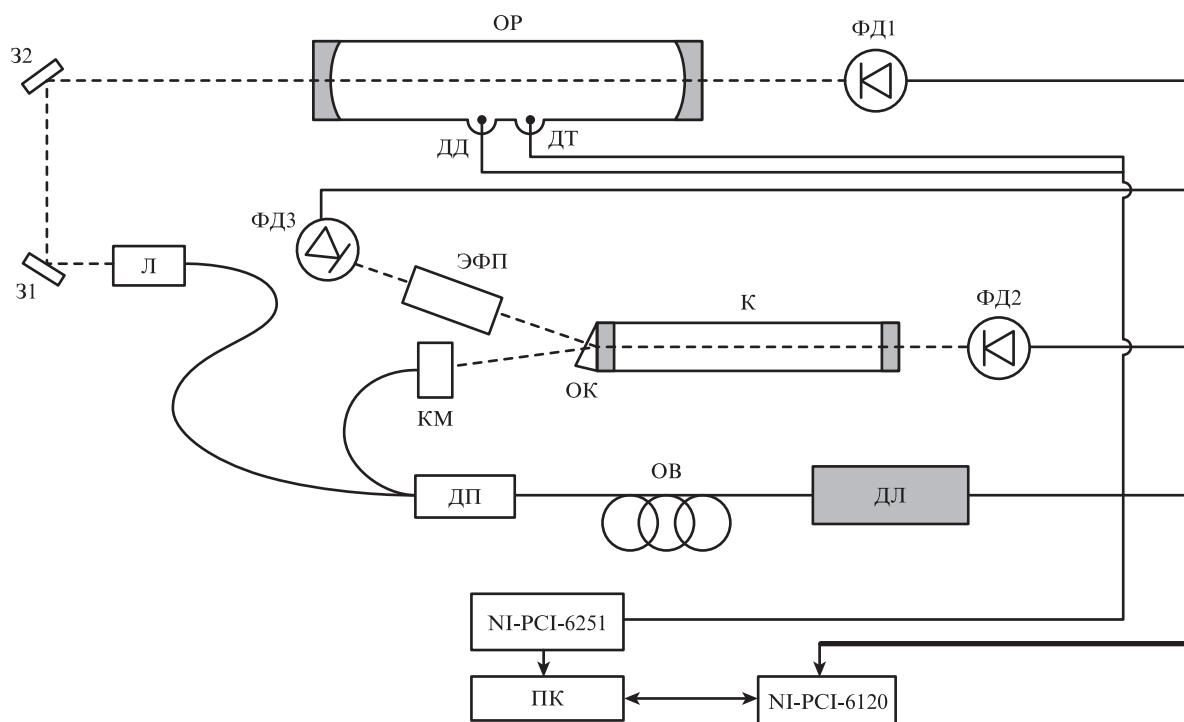 ОР
ФД1
З2
ДД
ДТ
ФД3
ЭФП
З1
Л
К
ФД2
ОК
КМ
ДП
ОВ
ДЛ
NI-PCI-6251
ПК
NI-PCI-6120